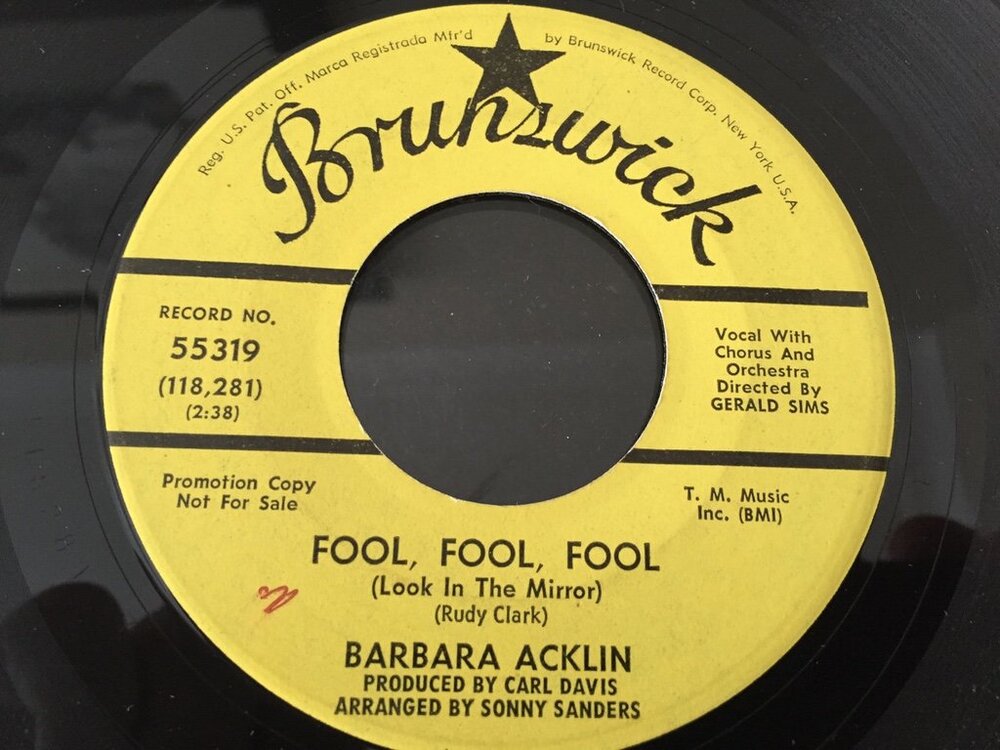 Reg. U.S. Pat. Off. Marca Registrada Mfr'd by Brunswick Record Corp. New York U.S.A.
Brunswick
RECORD NO.
55319
(118,281)
(2:38)
Vocal With
Chorus And
Orchestra
Directed By
GERALD SIMS
Promotion Copy
Not For Sale
T. M. Music
Inc. (BMI)
FOOL, FOOL, FOOL
(Look In The Mirror)
(Rudy Clark)
BARBARA ACKLIN
PRODUCED BY CARL DAVIS
ARRANGED BY SONNY SANDERS